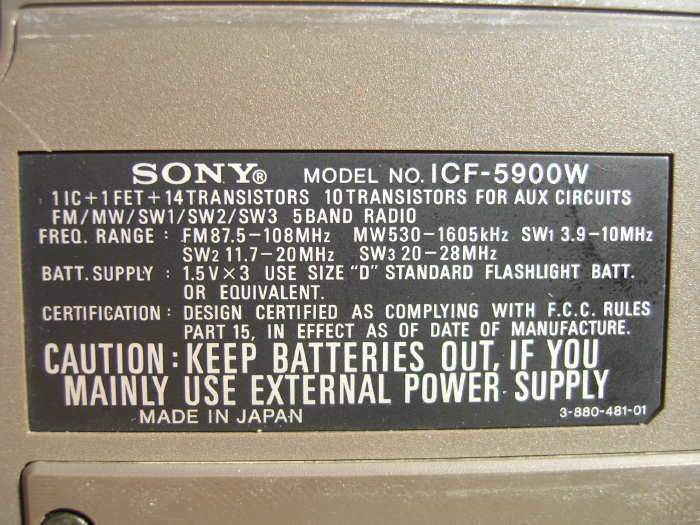 SONY® MODEL NO. ICF-5900W
1 IC + 1 FET + 14 TRANSISTORS 10 TRANSISTORS FOR AUX CIRCUITS
FM/MW/SW1/SW2/SW3 5 BAND RADIO
FREQ. RANGE : FM 87.5-108MHz MW 530-1605kHz SW1 3.9-10MHz
SW2 11.7-20MHz SW3 20-28MHz
BATT. SUPPLY : 1.5 V × 3 USE SIZE "D" STANDARD FLASHLIGHT BATT.
OR EQUIVALENT.
CERTIFICATION : DESIGN CERTIFIED AS COMPLYING WITH F.C.C. RULES
PART 15, IN EFFECT AS OF DATE OF MANUFACTURE.
CAUTION : KEEP BATTERIES OUT, IF YOU
MAINLY USE EXTERNAL POWER SUPPLY
MADE IN JAPAN 3-880-481-01